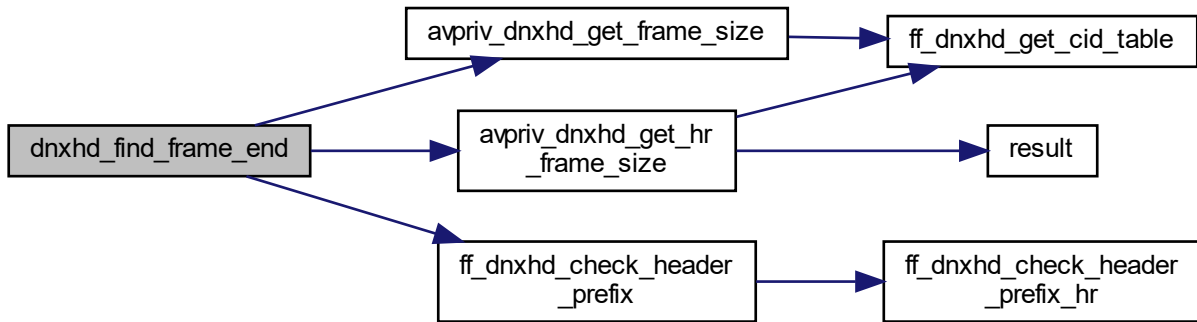 avpriv_dnxhd_get_frame_size
ff_dnxhd_get_cid_table
dnxhd_find_frame_end
avpriv_dnxhd_get_hr
_frame_size
result
ff_dnxhd_check_header
_prefix
ff_dnxhd_check_header
_prefix_hr